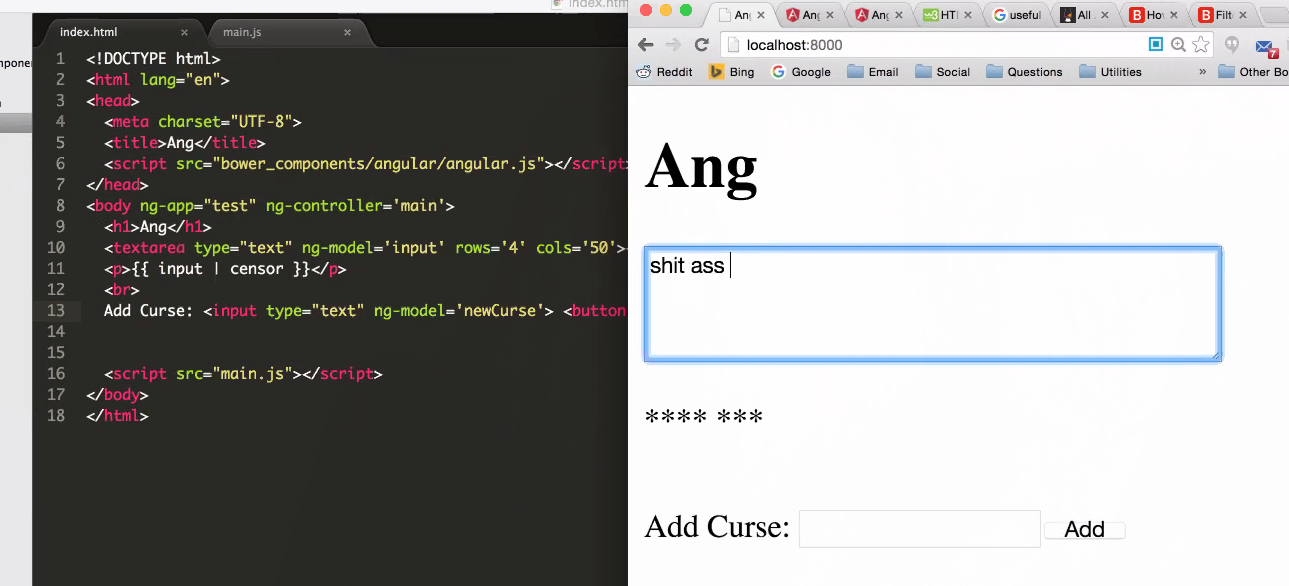 index.htm
index.html × main.js ×
mponer
1 <!DOCTYPE html>
2 <html lang="en">
3 <head>
4 <meta charset="UTF-8">
5 <title>Ang</title>
6 <script src="bower_components/angular/angular.js"></script>
7 </head>
8 <body ng-app="test" ng-controller='main'>
9 <h1>Ang</h1>
10 <textarea type="text" ng-model='input' rows='4' cols='50'>
11 <p>{{ input | censor }}</p>
12 <br>
13 Add Curse: <input type="text" ng-model='newCurse'> <button
14
15
16 <script src="main.js"></script>
17 </body>
18 </html>
An × Ang × Ang × HTM × useful All × B Ho × B Filt ×
localhost:8000 7
Reddit Bing Google Email Social Questions Utilities » Other Bo
Ang
shit ass
**** ***
Add Curse: Add